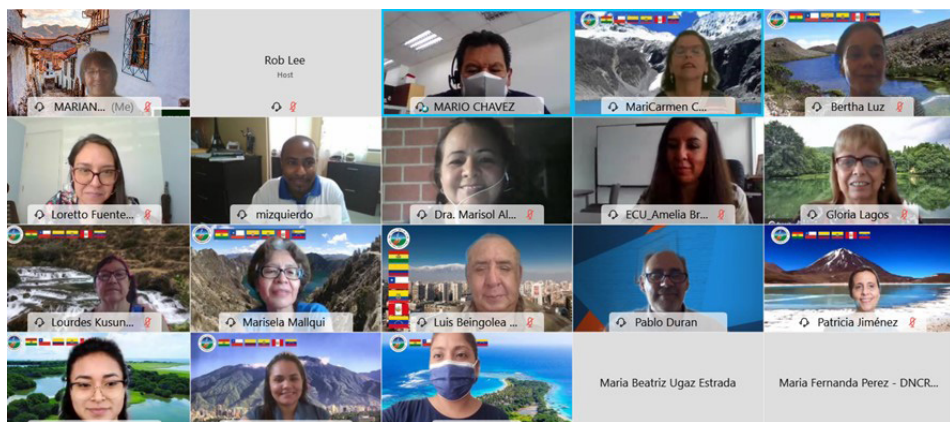 MARIAN... (Me)
Rob Lee
Host
MARIO CHAVEZ
MariCarmen C...
Bertha Luz
Loretto Fuente...
mizquierdo
Dra. Marisol Al...
ECU_Amelia Br...
Gloria Lagos
Lourdes Kusun...
Marisela Mallqui
Luis Beingolea ...
Pablo Duran
Patricia Jiménez
Maria Beatriz Ugaz Estrada
Maria Fernanda Perez - DNCR...